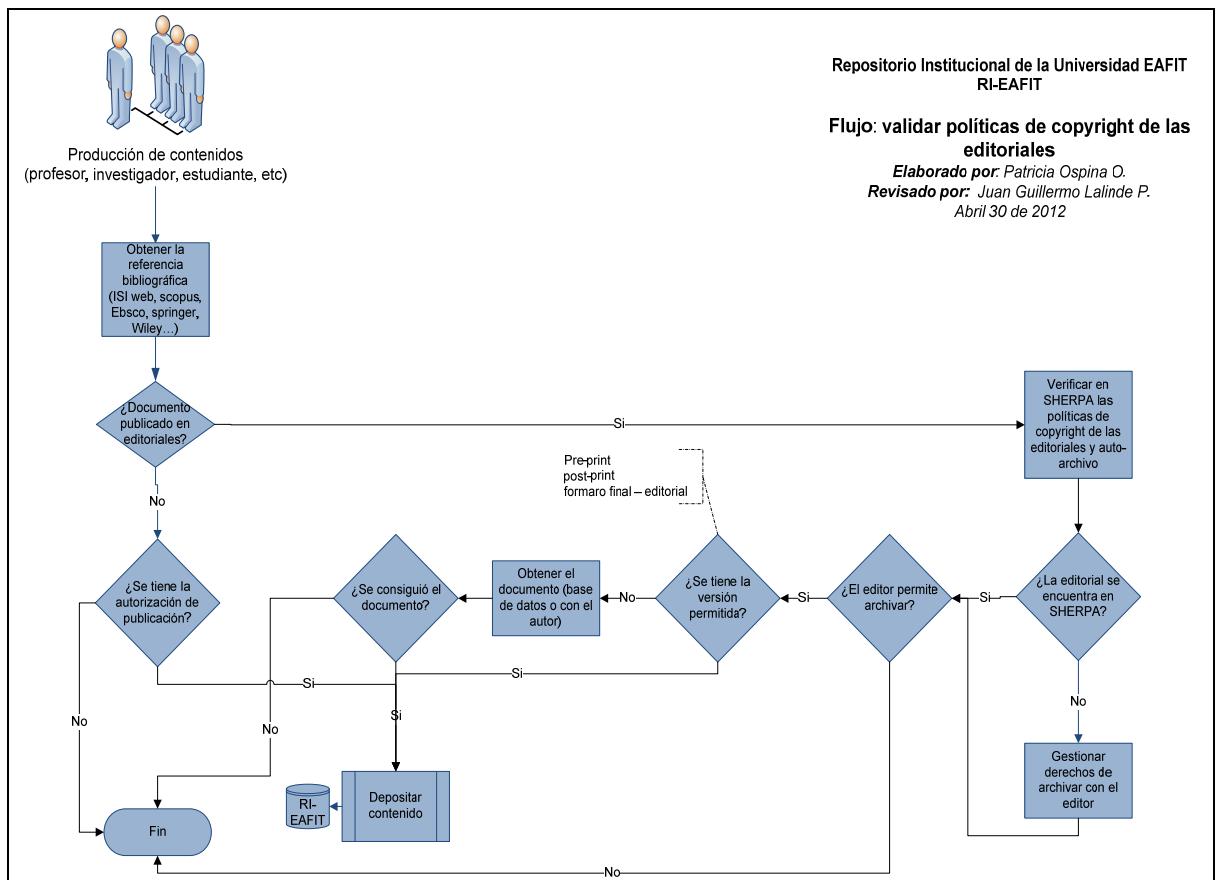 Repositorio Institucional de la Universidad EAFIT
RI-EAFIT
Flujo: validar políticas de copyright de las
editoriales
Elaborado por: Patricia Ospina O.
Revisado por: Juan Guillermo Lalinde P.
Abril 30 de 2012
Producción de contenidos
(profesor, investigador, estudiante, etc)
Obtener la
referencia
bibliográfica
(ISI web, scopus,
Ebsco, springer,
Wiley...)
¿Documento
publicado en
editoriales?
Si
Verificar en
SHERPA las
políticas de
copyright de las
editoriales y auto-
archivo
No
Pre-print
post-print
formaro final – editorial
¿Se tiene la
autorización de
publicación?
¿Se consiguió el
documento?
Obtener el
documento (base
de datos o con el
autor)
No
¿Se tiene la
versión
permitida?
Si
¿El editor permite
archivar?
Si
¿La editorial se
encuentra en
SHERPA?
Si
Si
Si
No
No
No
Gestionar
derechos de
archivar con el
editor
RI-
EAFIT
Depositar
contenido
Fin
No